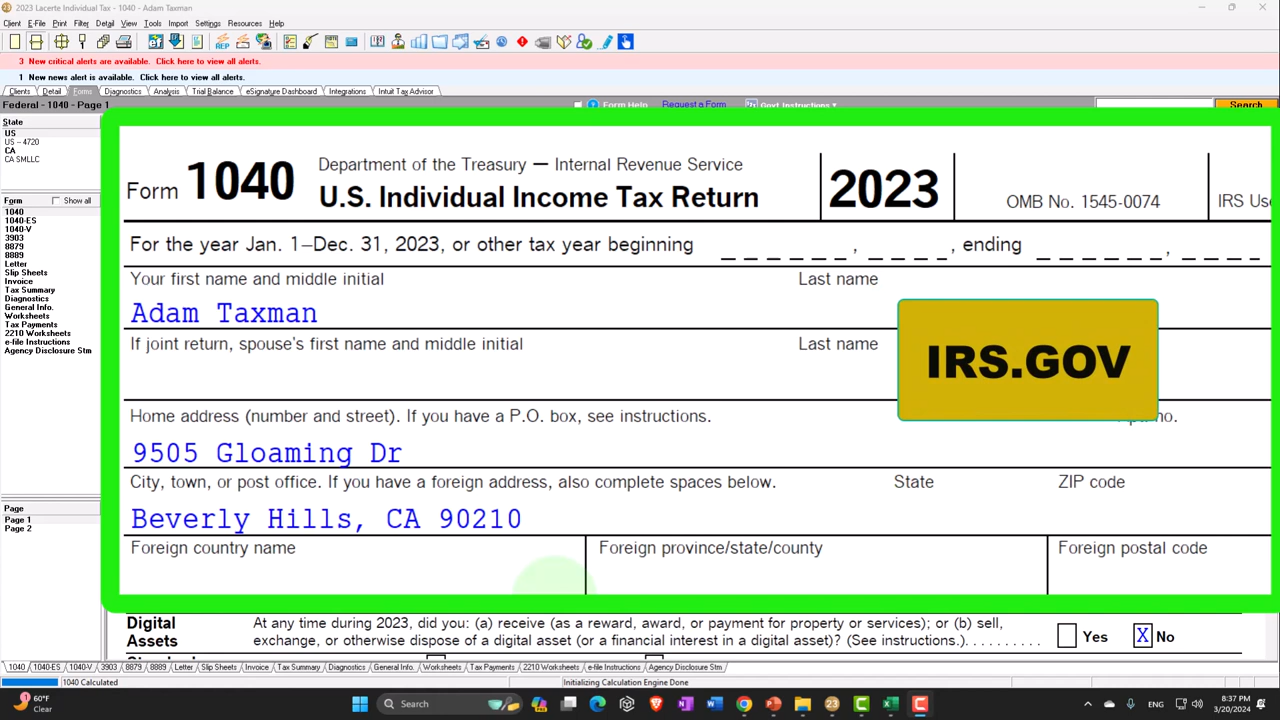 2023 Lacerte Individual Tax - 1040 - Adam Taxman
Client E-File Print Filter Detail View Tools Import Settings Resources Help
3 New critical alerts are available. Click here to view all alerts.
1 New news alert is available. Click here to view all alerts.
Clients Detail Forms Diagnostics Analysis Trial Balance eSignature Dashboard Integrations Intuit Tax Advisor
Federal - 1040 - Page 1
Form Help Request a Form Govt Instructions Search
State
US
US - 4720
CA
CA SMLLC
Form Show all
1040
1040-ES
1040-V
3903
8879
8889
Letter
Slip Sheets
Invoice
Tax Summary
Diagnostics
General Info.
Worksheets
Tax Payments
2210 Worksheets
e-file Instructions
Agency Disclosure Stm
Page
Page 1
Page 2
Form 1040 Department of the Treasury — Internal Revenue Service
U.S. Individual Income Tax Return 2023 OMB No. 1545-0074
For the year Jan. 1–Dec. 31, 2023, or other tax year beginning , , ending ,
Your first name and middle initial Last name
Adam Taxman
If joint return, spouse's first name and middle initial Last name
IRS.GOV
Home address (number and street). If you have a P.O. box, see instructions.
9505 Gloaming Dr
City, town, or post office. If you have a foreign address, also complete spaces below. State ZIP code
Beverly Hills, CA 90210
Foreign country name Foreign province/state/county Foreign postal code
Digital Assets
At any time during 2023, did you: (a) receive (as a reward, award, or payment for property or services); or (b) sell,
exchange, or otherwise dispose of a digital asset (or a financial interest in a digital asset)? (See instructions.) Yes X No
1040 1040-ES 1040-V 3903 8879 8889 Letter Slip Sheets Invoice Tax Summary Diagnostics General Info. Worksheets Tax Payments 2210 Worksheets e-file Instructions Agency Disclosure Stm
1040 Calculated Initializing Calculation Engine Done
60°F
Clear
Search
ENG
8:37 PM
3/20/2024